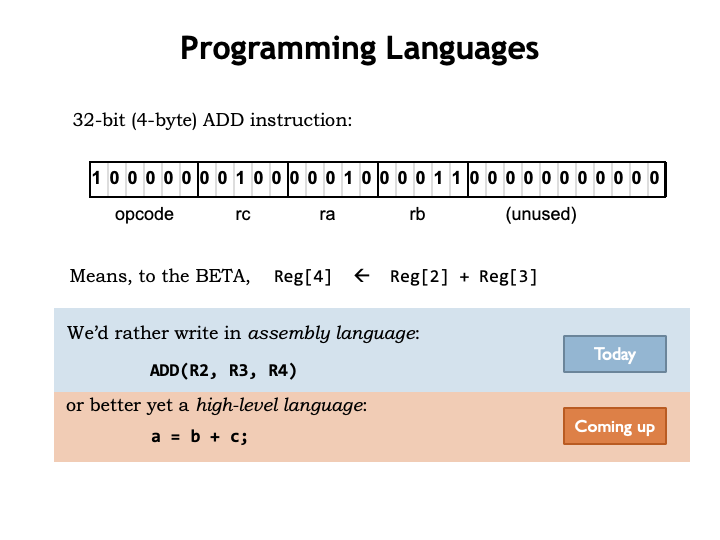 Programming Languages
32-bit (4-byte) ADD instruction:
1 0 0 0 0 0 0 0 1 0 0 0 0 0 1 0 0 0 0 1 1 0 0 0 0 0 0 0 0 0 0 0
opcode rc ra rb (unused)
Means, to the BETA, Reg[4] ← Reg[2] + Reg[3]
We'd rather write in assembly language:
Today
ADD(R2, R3, R4)
or better yet a high-level language:
Coming up
a = b + c;